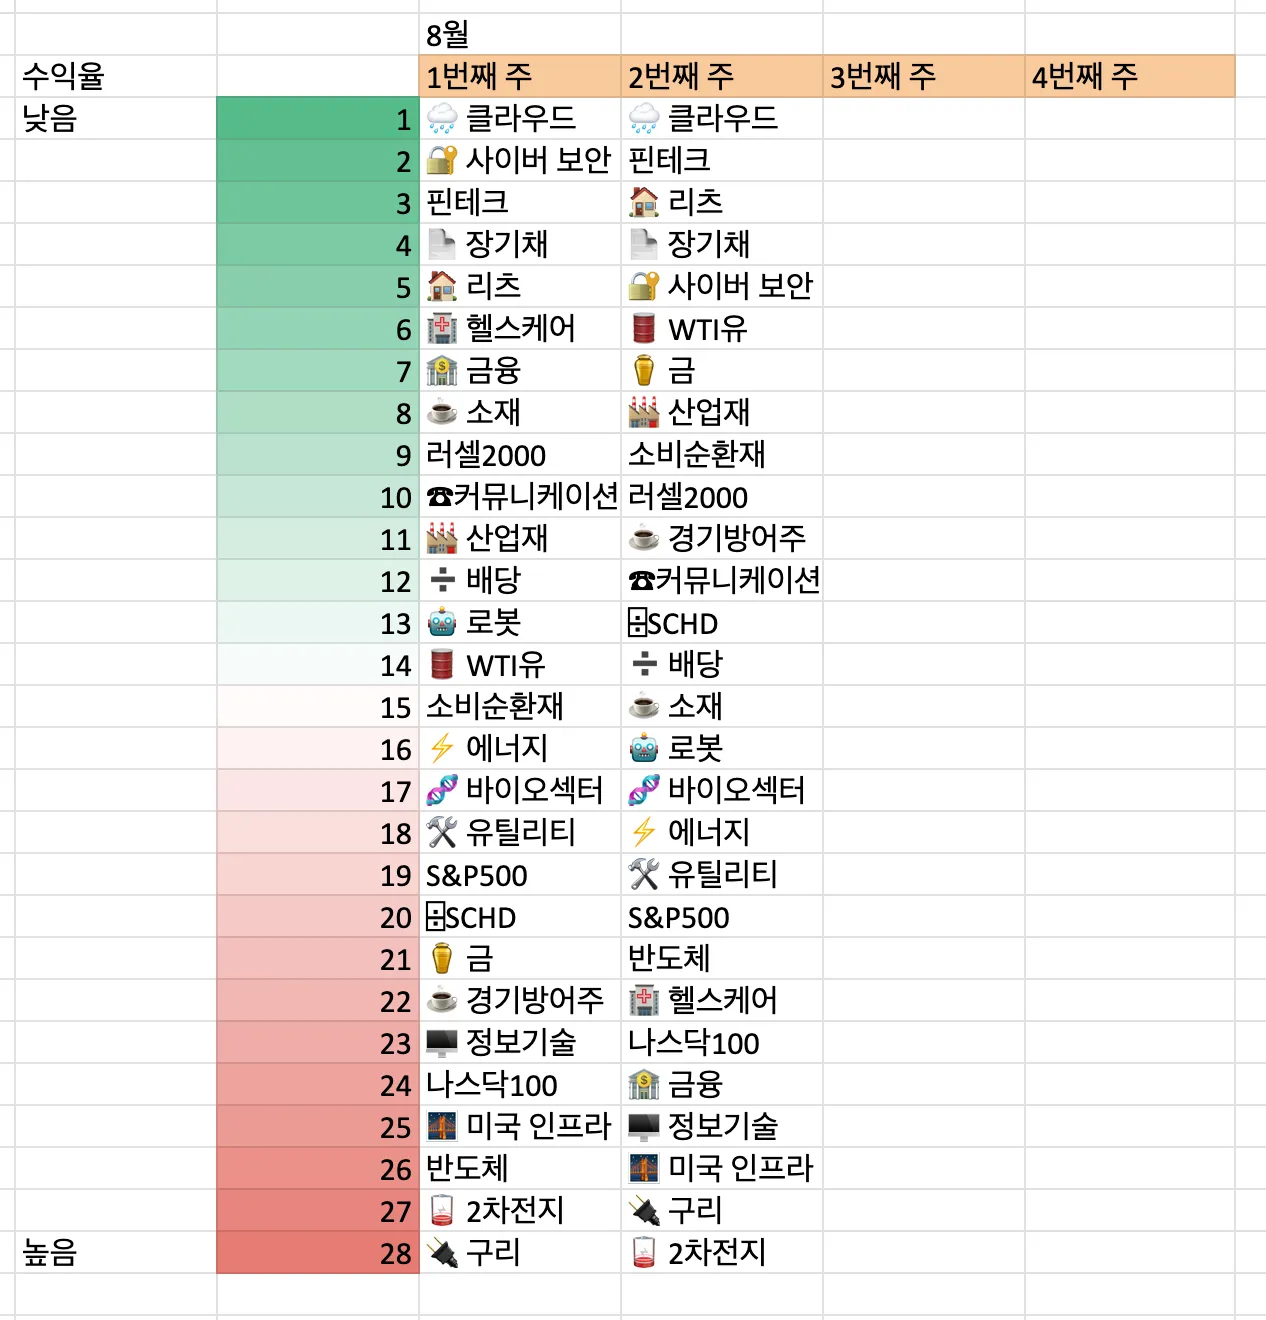 8월
수익율 1번째 주 2번째 주 3번째 주 4번째 주
낮음 1 🌧️ 클라우드 🌧️ 클라우드
2 🔐 사이버 보안 핀테크
3 핀테크 🏠 리츠
4 📄 장기채 📄 장기채
5 🏠 리츠 🔐 사이버 보안
6 🏥 헬스케어 🛢️ WTI유
7 🏦 금융 ⚱️ 금
8 ☕ 소재 🏭 산업재
9 러셀2000 소비순환재
10 ☎커뮤니케이션 러셀2000
11 🏭 산업재 ☕ 경기방어주
12 ➗ 배당 ☎커뮤니케이션
13 🤖 로봇 ⌹SCHD
14 🛢️ WTI유 ➗ 배당
15 소비순환재 ☕ 소재
16 ⚡ 에너지 🤖 로봇
17 🧬 바이오섹터 🧬 바이오섹터
18 🛠️ 유틸리티 ⚡ 에너지
19 S&P500 🛠️ 유틸리티
20 ⌹SCHD S&P500
21 ⚱️ 금 반도체
22 ☕ 경기방어주 🏥 헬스케어
23 🖥️ 정보기술 나스닥100
24 나스닥100 🏦 금융
25 🌉 미국 인프라 🖥️ 정보기술
26 반도체 🌉 미국 인프라
27 🪫 2차전지 🔌 구리
높음 28 🔌 구리 🪫 2차전지